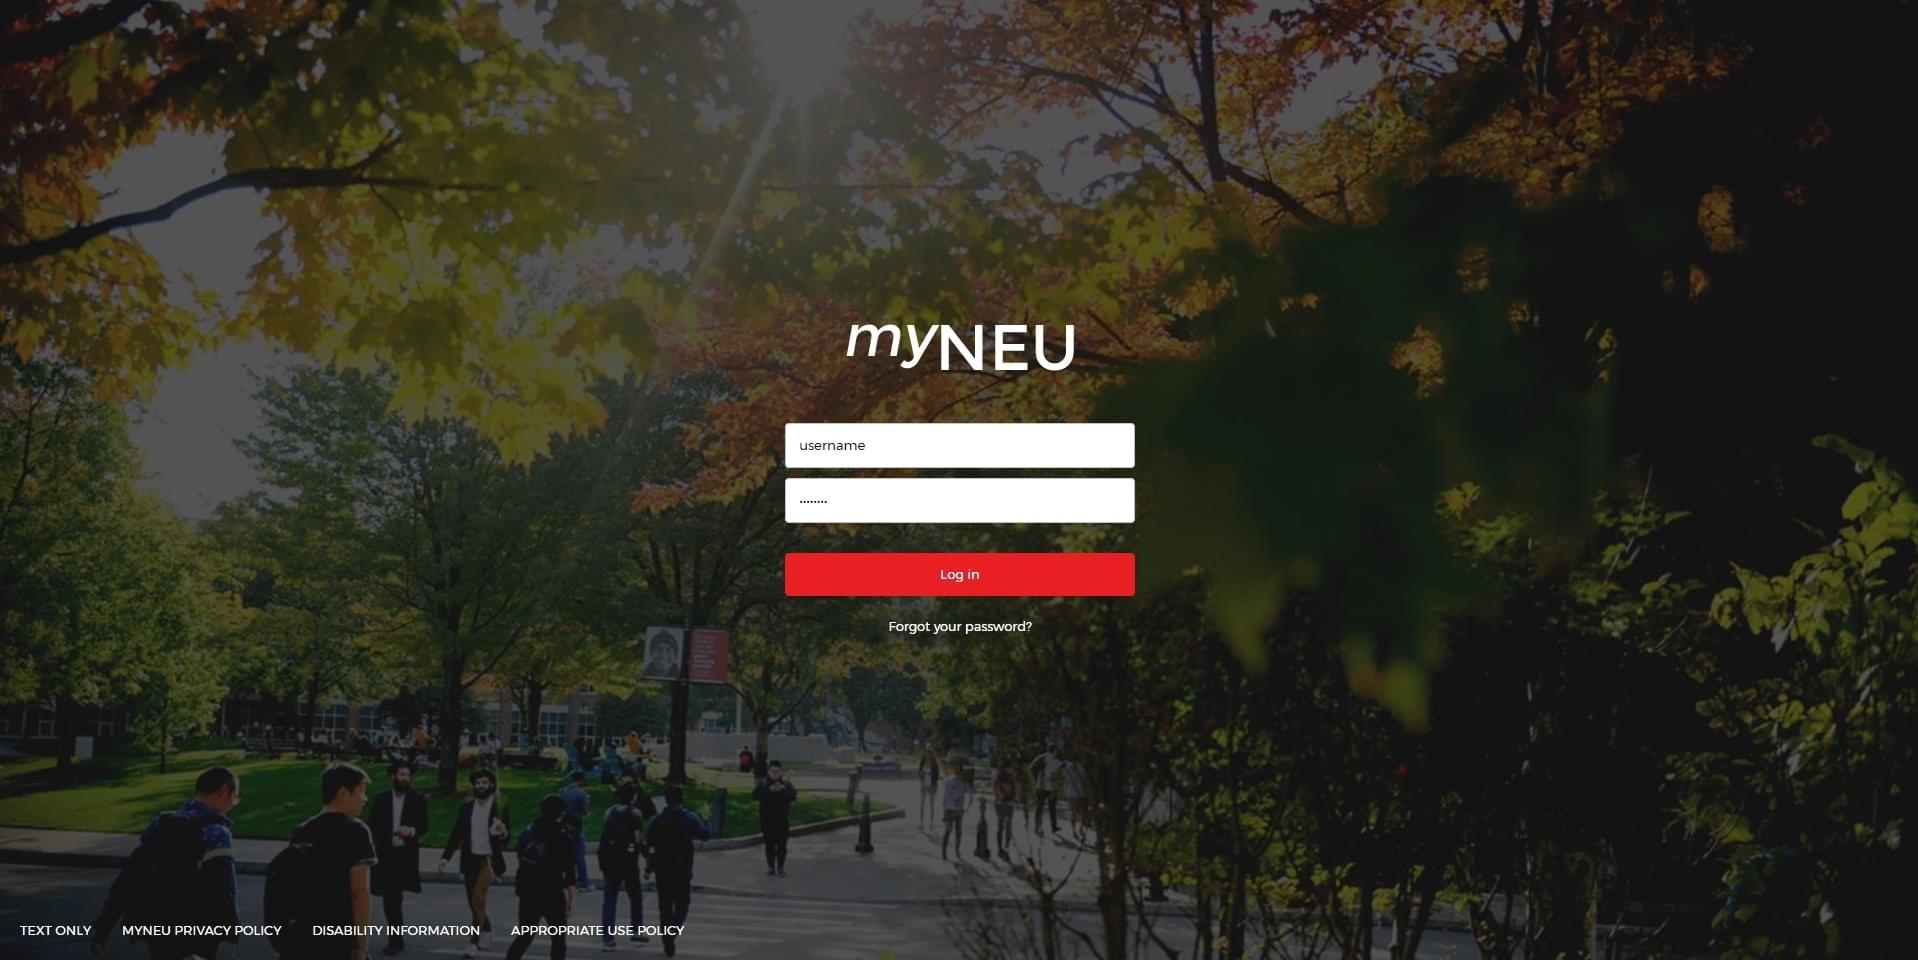 myNEU
username
........
Log in
Forgot your password?
TEXT ONLY MYNEU PRIVACY POLICY DISABILITY INFORMATION APPROPRIATE USE POLICY